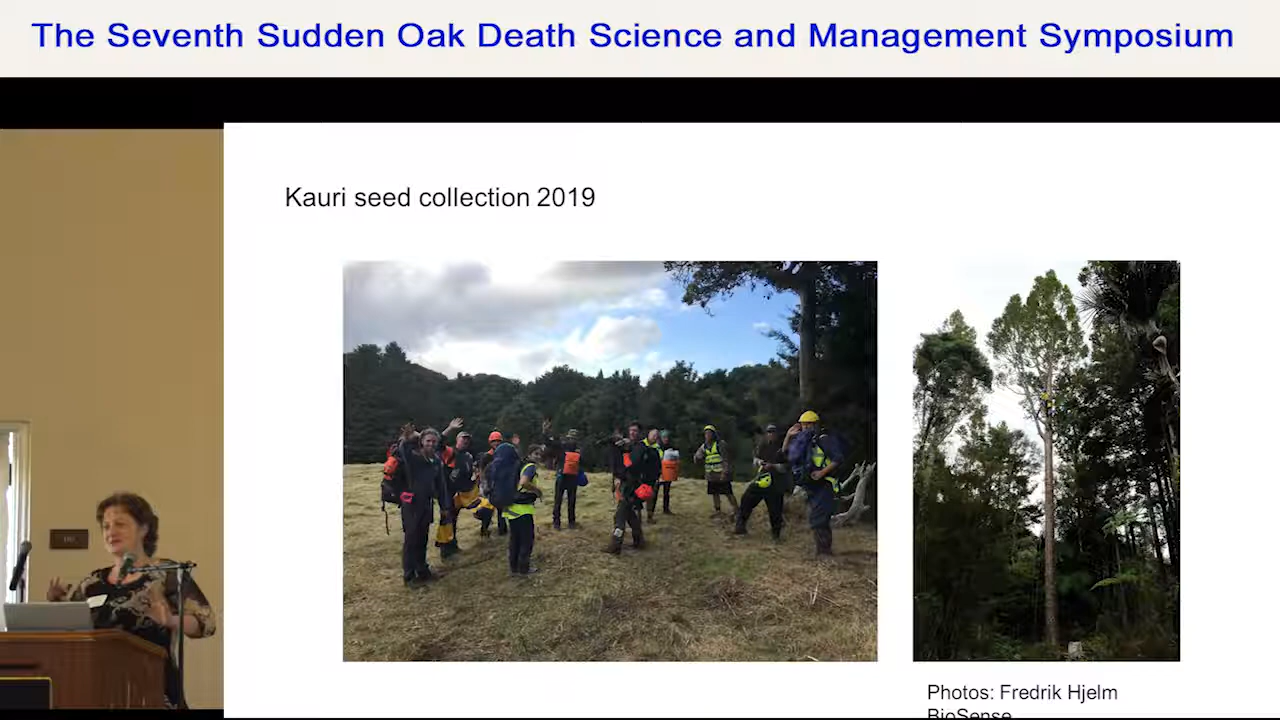 The Seventh Sudden Oak Death Science and Management Symposium
Kauri seed collection 2019
Photos: Fredrik Hjelm
BioSense